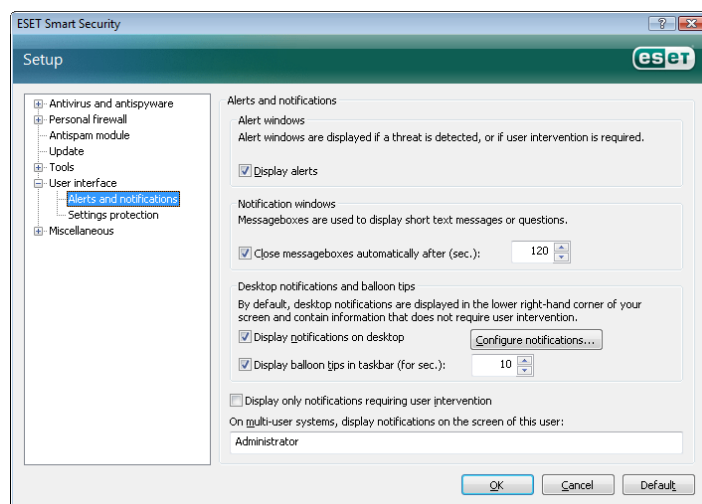 ESET Smart Security
Setup
eseT
Antivirus and antispyware
Personal firewall
Antispam module
Update
Tools
User interface
Alerts and notifications
Settings protection
Miscellaneous
Alerts and notifications
Alert windows
Alert windows are displayed if a threat is detected, or if user intervention is required.
Display alerts
Notification windows
Messageboxes are used to display short text messages or questions.
Close messageboxes automatically after (sec.): 120
Desktop notifications and balloon tips
By default, desktop notifications are displayed in the lower right-hand corner of your
screen and contain information that does not require user intervention.
Display notifications on desktop Configure notifications...
Display balloon tips in taskbar (for sec.): 10
Display only notifications requiring user intervention
On multi-user systems, display notifications on the screen of this user:
Administrator
OK Cancel Default